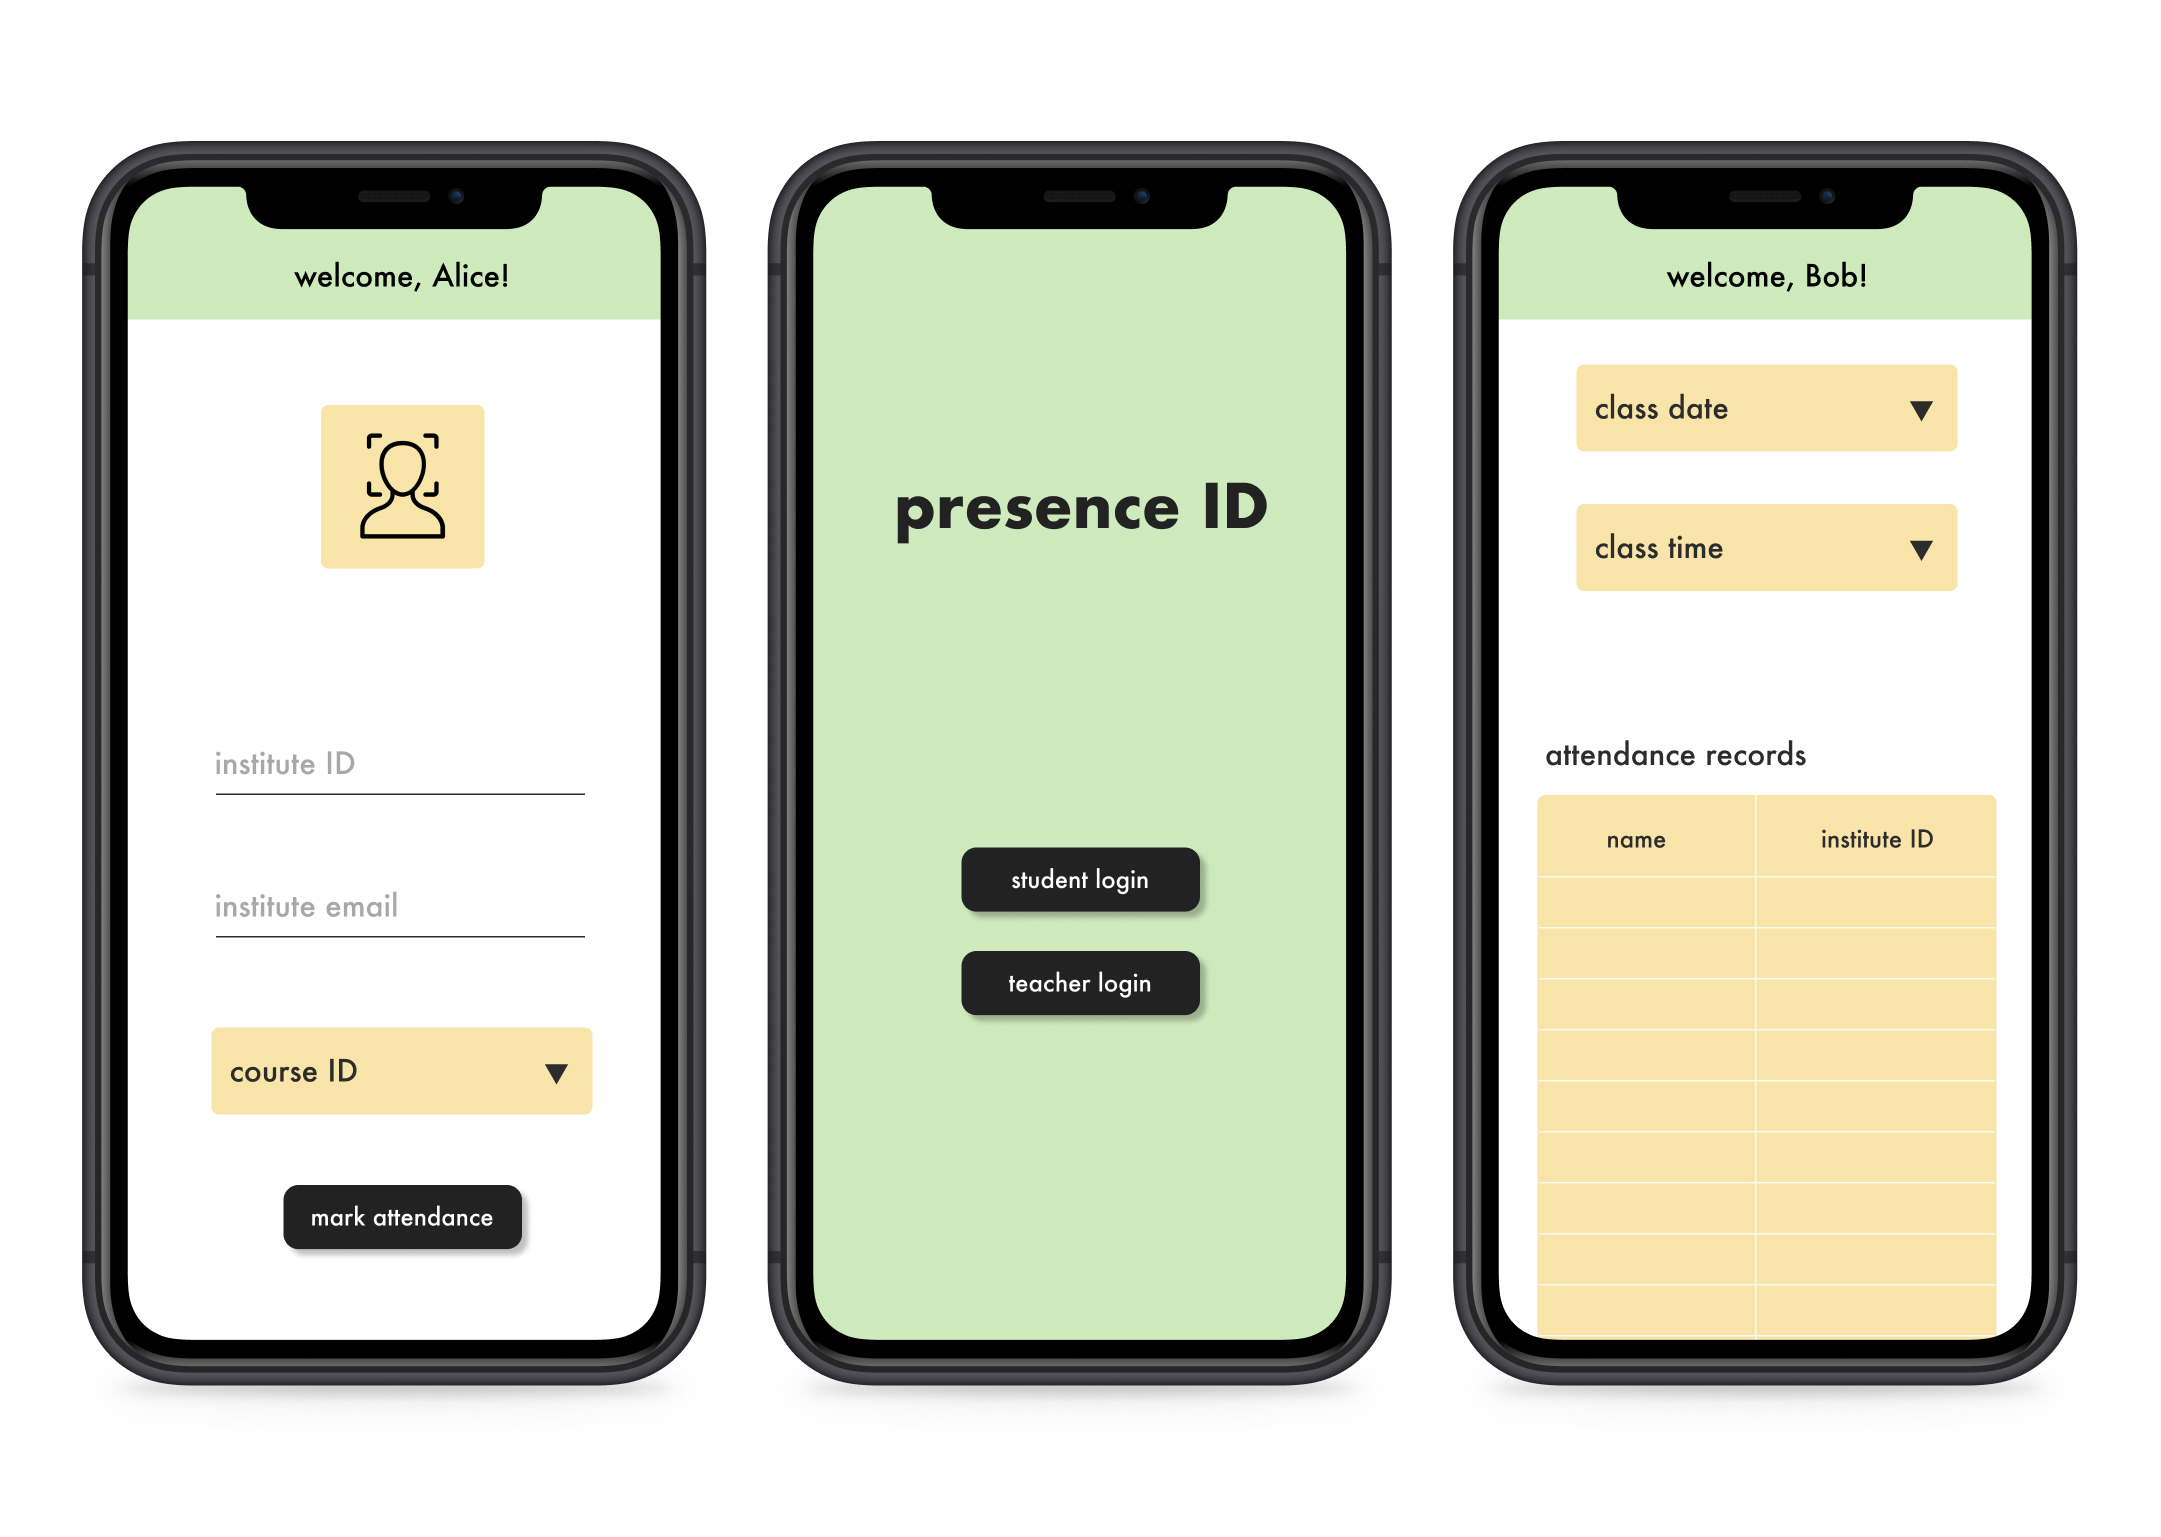 welcome, Alice!
institute ID
institute email
course ID
mark attendance
presence ID
student login
teacher login
welcome, Bob!
class date
class time
attendance records
name
institute ID